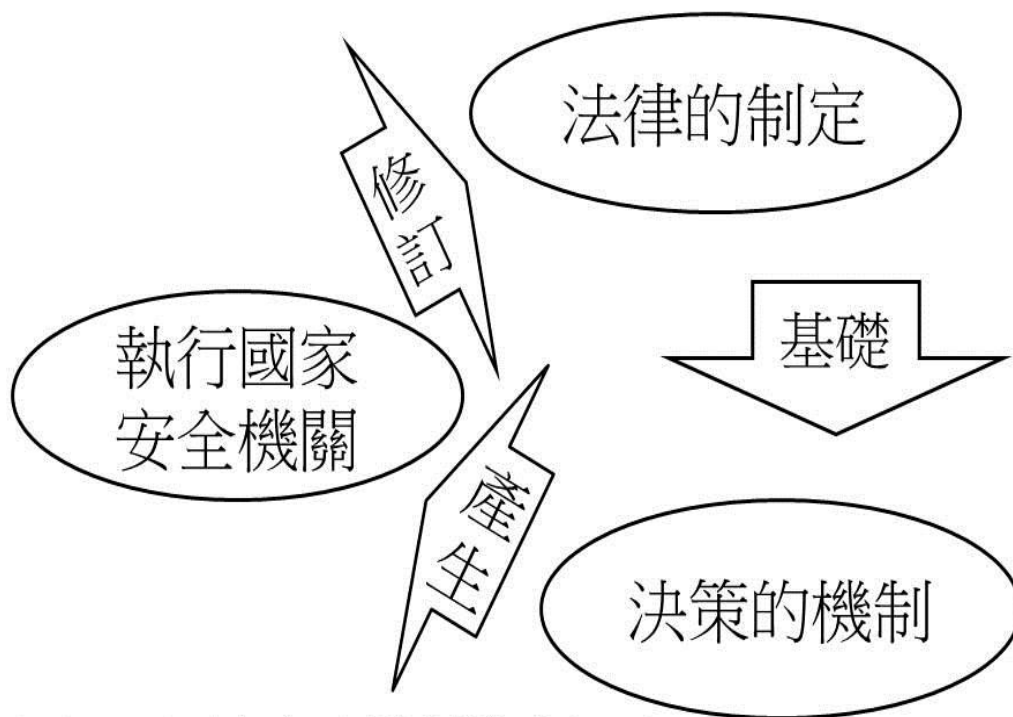 法律的制定
修訂
基礎
執行國家
安全機關
產生
決策的機制